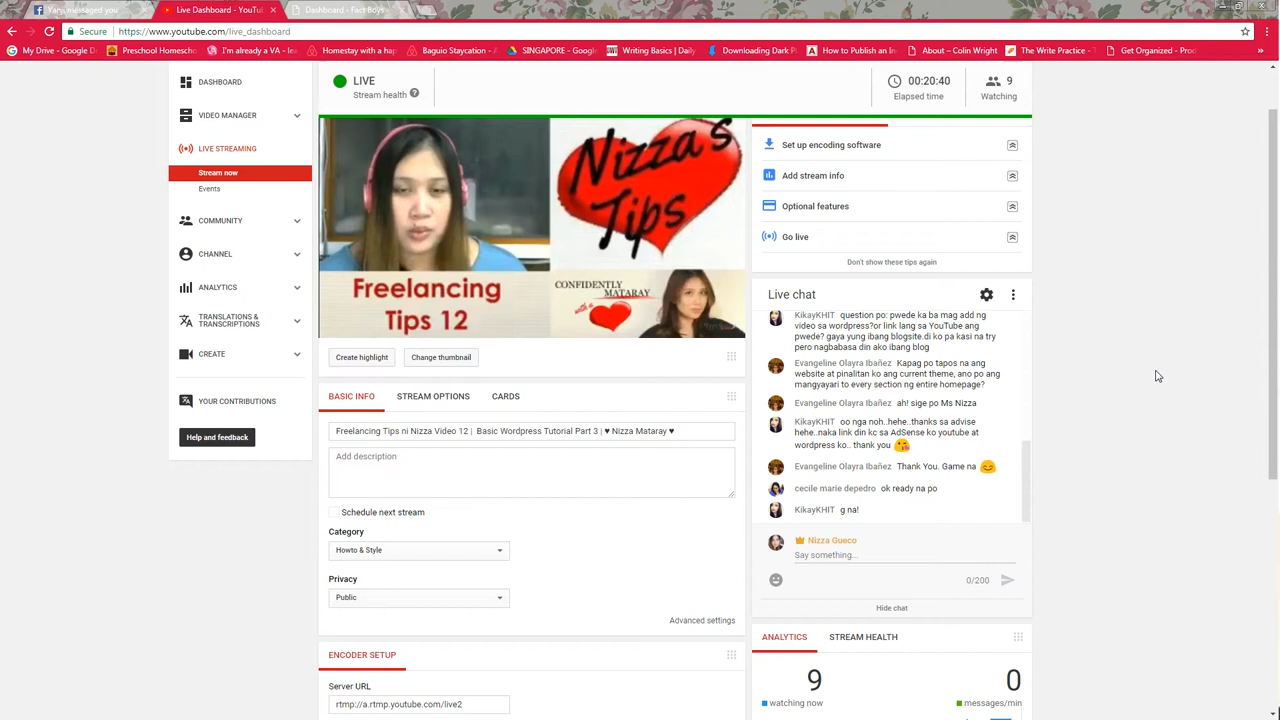 Yary messaged you
Live Dashboard - YouTu
Dashboard - Fact Boys
Secure
https://www.youtube.com/live_dashboard
My Drive - Google D
Preschool Homesch
I'm already a VA - lea
Homestay with a hap
Baguio Staycation - A
SINGAPORE - Googl
Writing Basics | Daily
Downloading Dark P
How to Publish an In
About – Colin Wright
The Write Practice - T
Get Organized - Prod
DASHBOARD
VIDEO MANAGER
LIVE STREAMING
Stream now
Events
COMMUNITY
CHANNEL
ANALYTICS
TRANSLATIONS &
TRANSCRIPTIONS
CREATE
YOUR CONTRIBUTIONS
Help and feedback
LIVE
Stream health
00:20:40
Elapsed time
9
Watching
Nizza's
Tips
Freelancing
Tips 12
CONFIDENTLY
MATARAY
Create highlight
Change thumbnail
BASIC INFO
STREAM OPTIONS
CARDS
Freelancing Tips ni Nizza Video 12 | Basic Wordpress Tutorial Part 3 | ♥ Nizza Mataray ♥
Add description
Schedule next stream
Category
Howto & Style
Privacy
Public
Advanced settings
ENCODER SETUP
Server URL
rtmp://a.rtmp.youtube.com/live2
Set up encoding software
Add stream info
Optional features
Go live
Don't show these tips again
Live chat
KikayKHIT question po: pwede ka ba mag add ng
video sa wordpress?or link lang sa YouTube ang
pwede? gaya yung ibang blogsite.di ko pa kasi na try
pero nagbabasa din ako ibang blog
Evangeline Olayra Ibañez Kapag po tapos na ang
website at pinalitan ko ang current theme, ano po ang
mangyayari to every section ng entire homepage?
Evangeline Olayra Ibañez ah! sige po Ms Nizza
KikayKHIT oo nga noh..hehe..thanks sa advise
hehe..naka link din kc sa AdSense ko youtube at
wordpress ko.. thank you 😘
Evangeline Olayra Ibañez Thank You. Game na 😊
cecile marie depedro ok ready na po
KikayKHIT g na!
Nizza Gueco
Say something...
0/200
Hide chat
ANALYTICS
STREAM HEALTH
9
watching now
0
messages/min